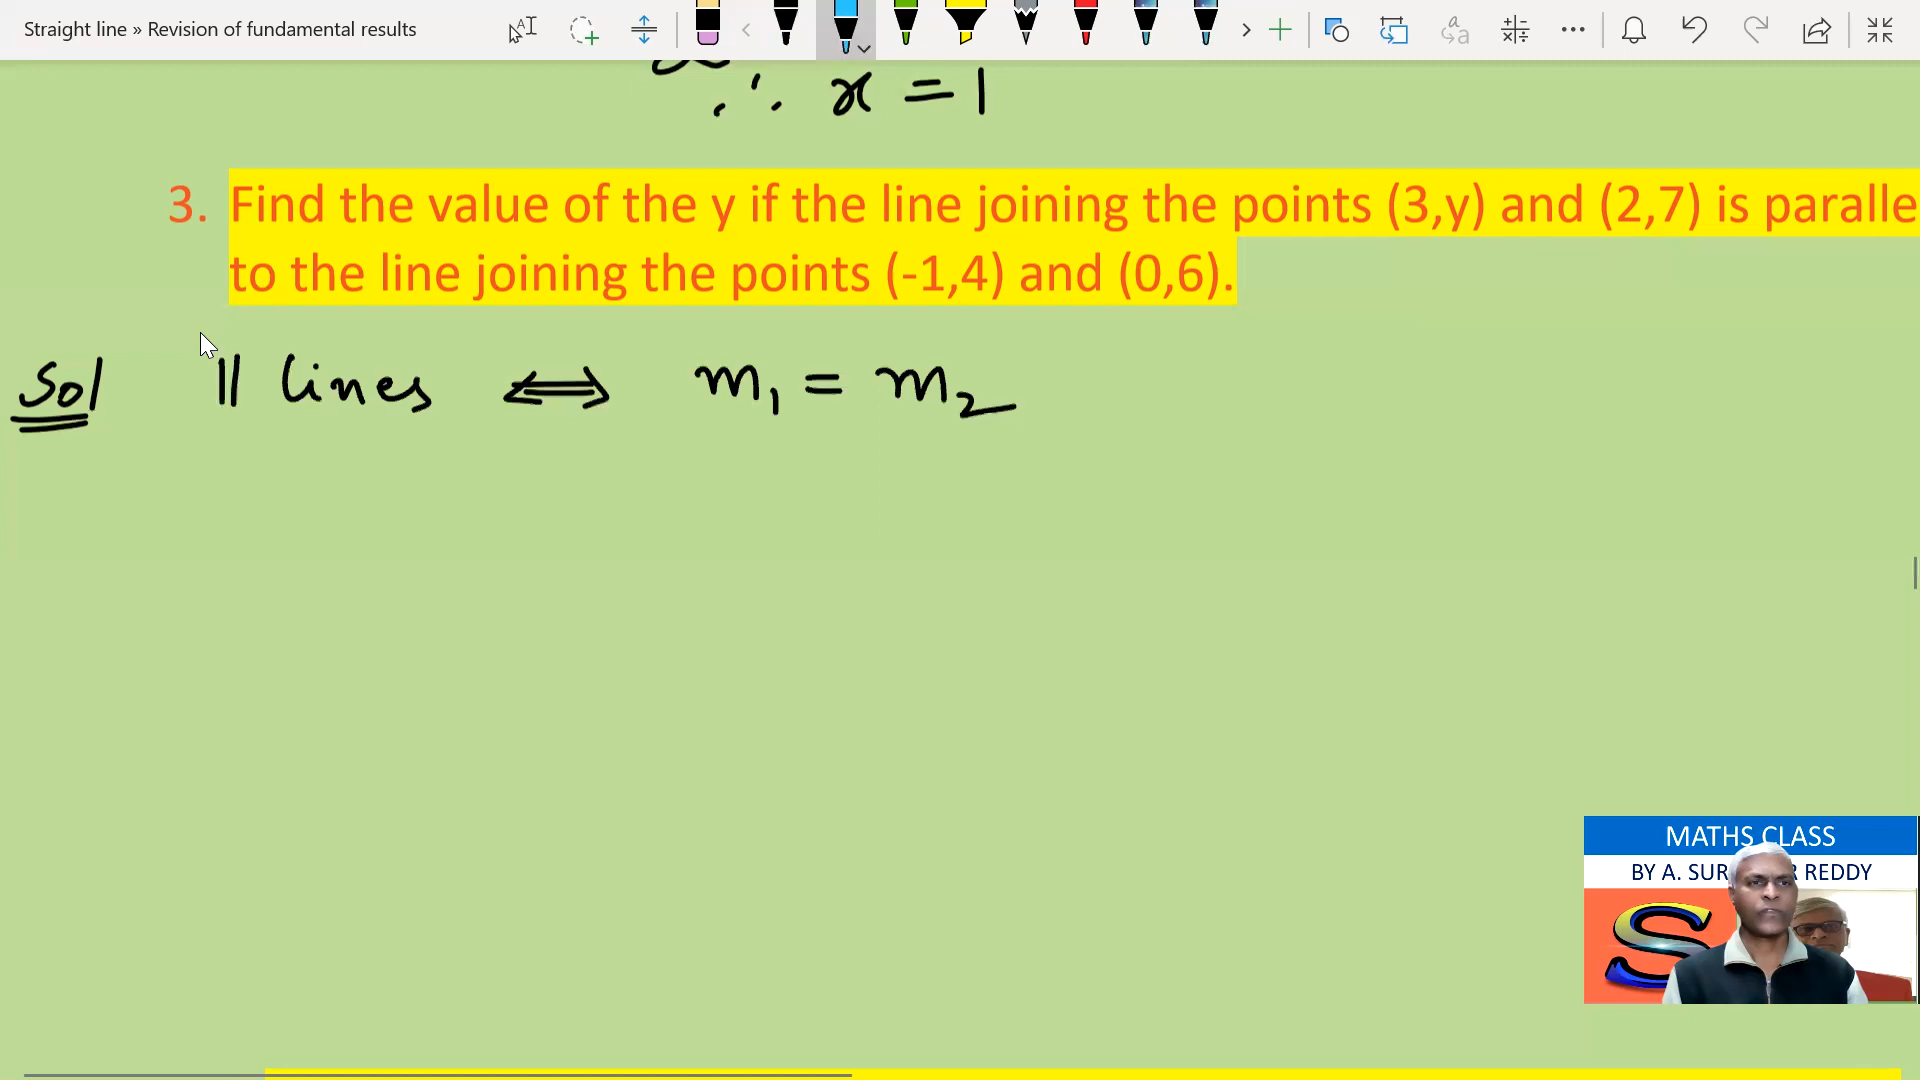 Straight line » Revision of fundamental results
∴ x = 1
3. Find the value of the y if the line joining the points (3,y) and (2,7) is paralle
to the line joining the points (-1,4) and (0,6).
Sol || lines ⟺ m₁ = m₂
MATHS CLASS
BY A. SUR R REDDY
S